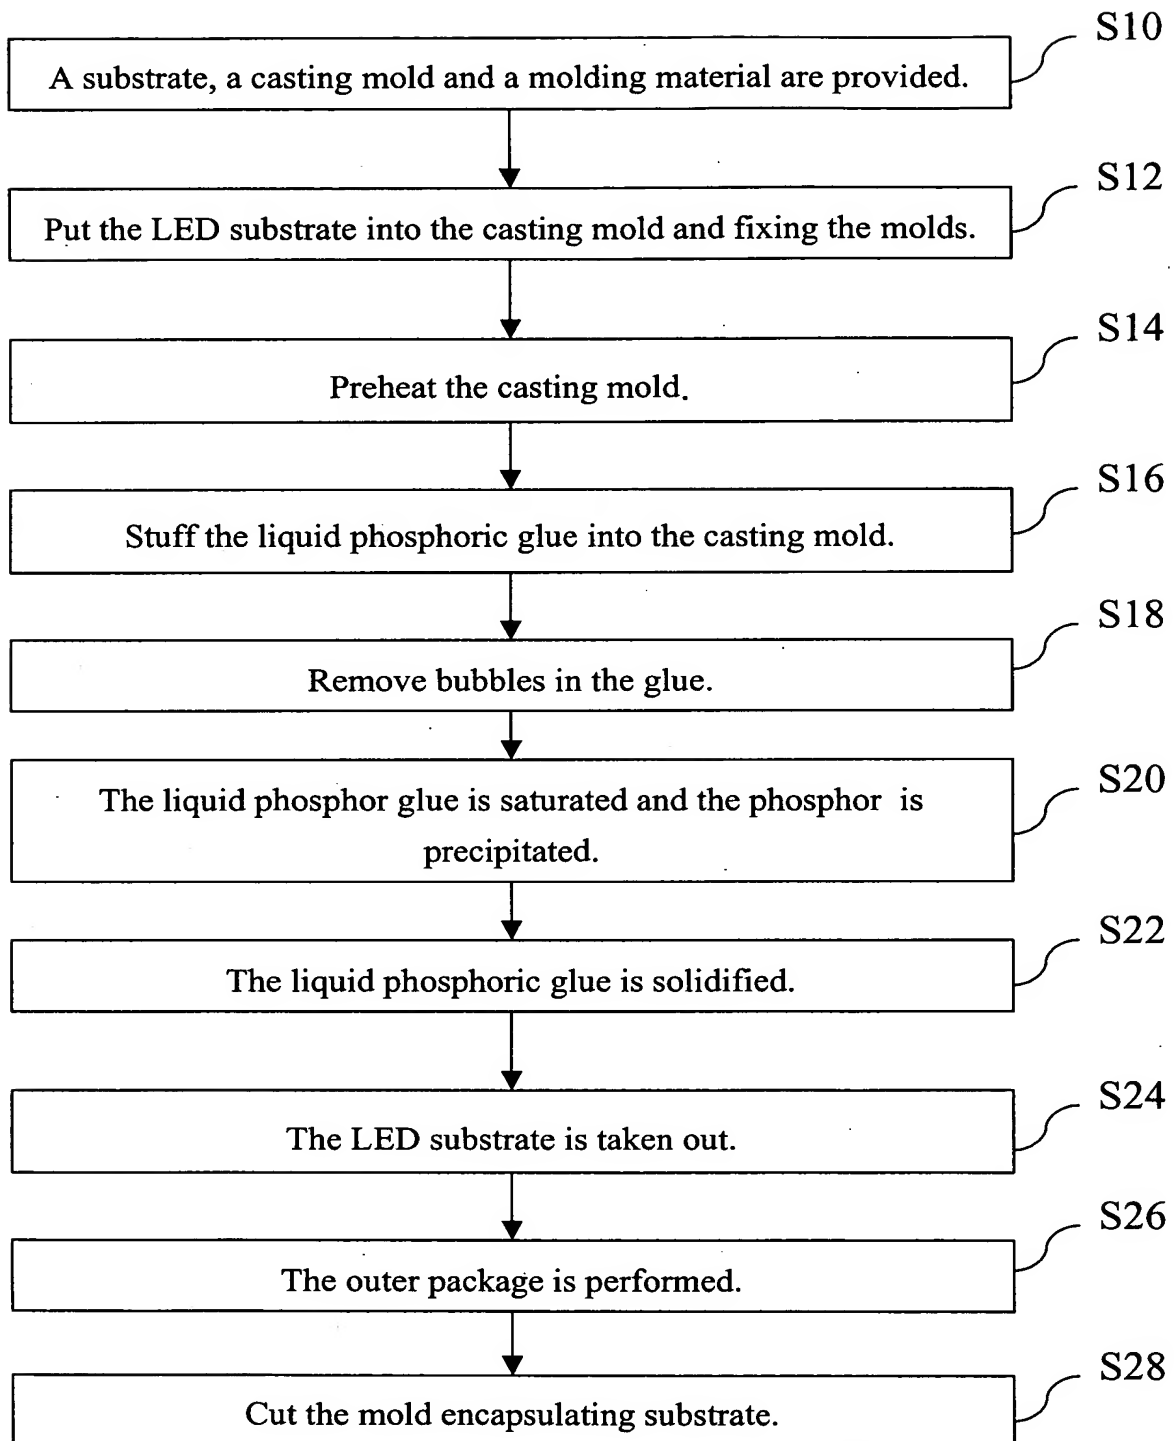 S10
A substrate, a casting mold and a molding material are provided.
S12
Put the LED substrate into the casting mold and fixing the molds.
S14
Preheat the casting mold.
S16
Stuff the liquid phosphoric glue into the casting mold.
S18
Remove bubbles in the glue.
S20
The liquid phosphor glue is saturated and the phosphor is
precipitated.
S22
The liquid phosphoric glue is solidified.
S24
The LED substrate is taken out.
S26
The outer package is performed.
S28
Cut the mold encapsulating substrate.